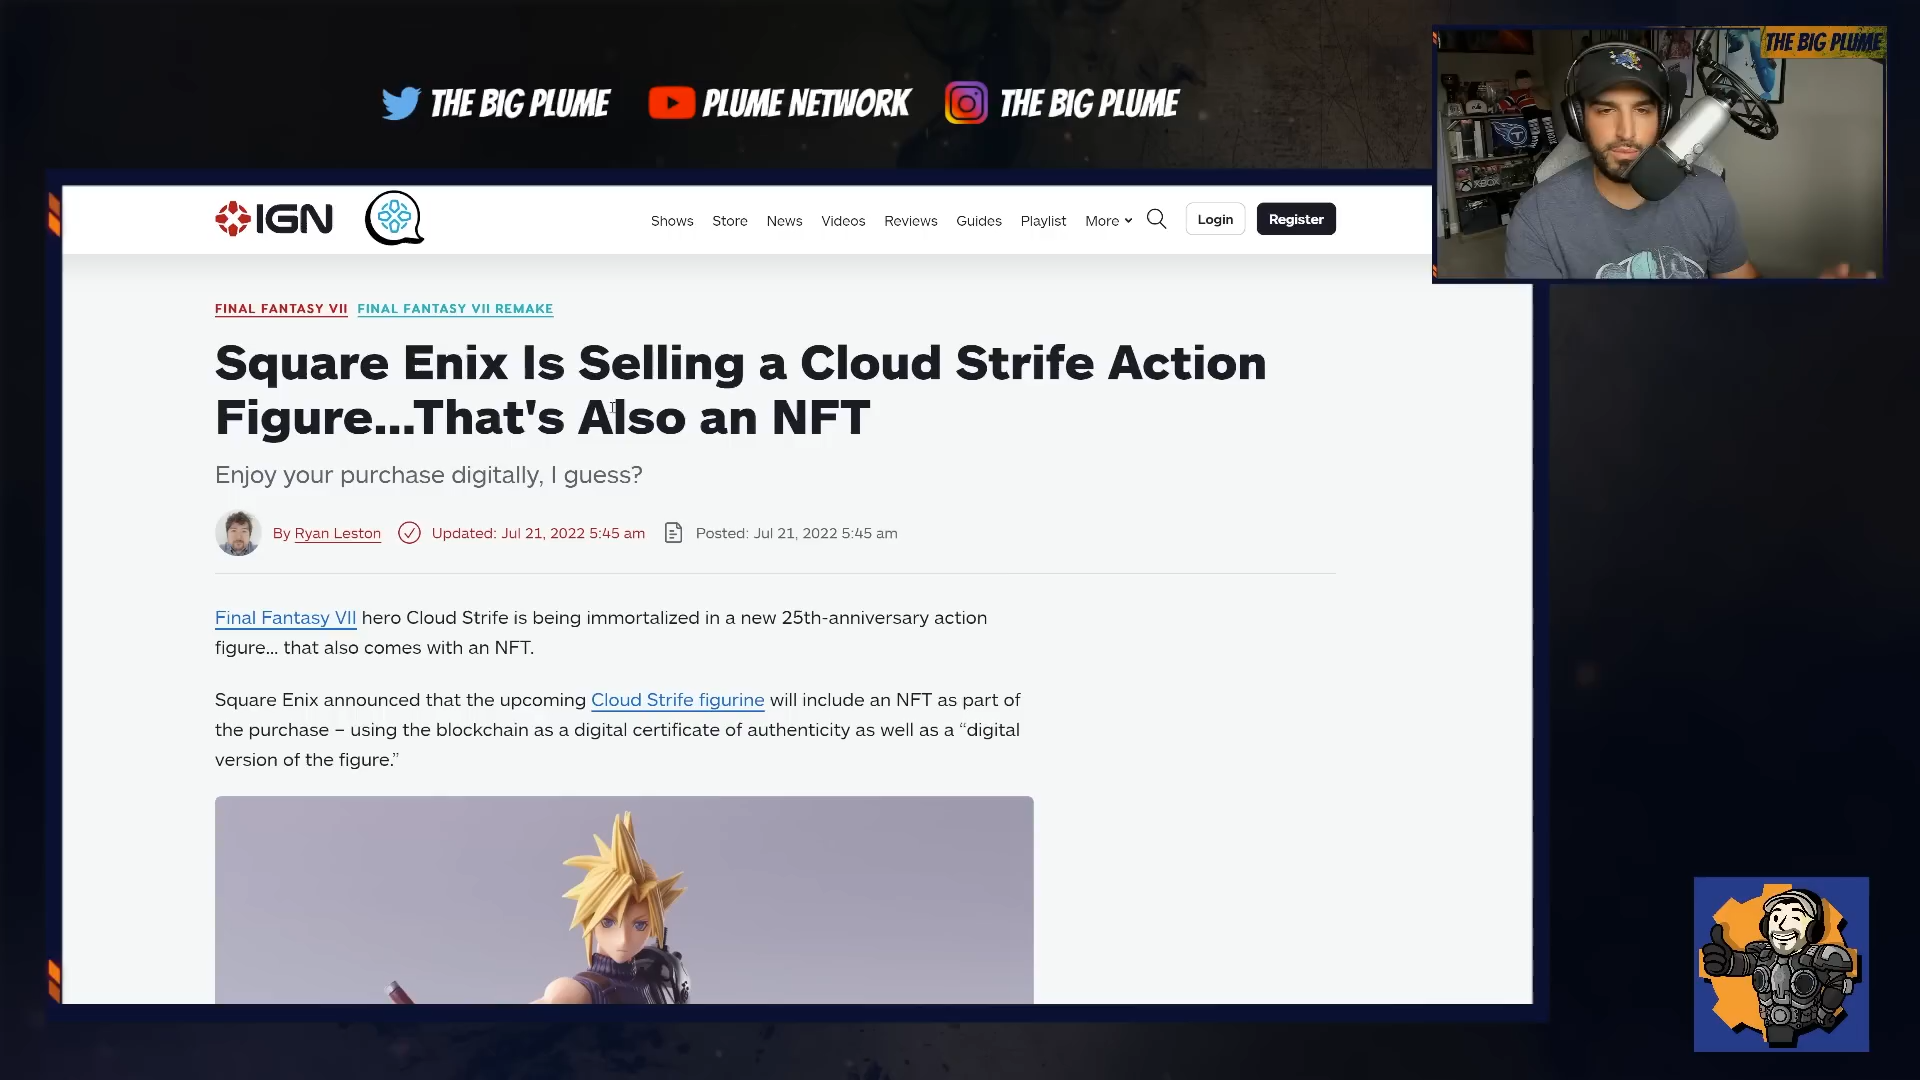 THE BIG PLUME
PLUME NETWORK
THE BIG PLUME
THE BIG PLUME
IGN
Shows
Store
News
Videos
Reviews
Guides
Playlist
More
Login
Register
XBOX
FINAL FANTASY VII
FINAL FANTASY VII REMAKE
Square Enix Is Selling a Cloud Strife Action
Figure...That's Also an NFT
Enjoy your purchase digitally, I guess?
By Ryan Leston
Updated: Jul 21, 2022 5:45 am
Posted: Jul 21, 2022 5:45 am
Final Fantasy VII hero Cloud Strife is being immortalized in a new 25th-anniversary action
figure... that also comes with an NFT.
Square Enix announced that the upcoming Cloud Strife figurine will include an NFT as part of
the purchase – using the blockchain as a digital certificate of authenticity as well as a “digital
version of the figure.”